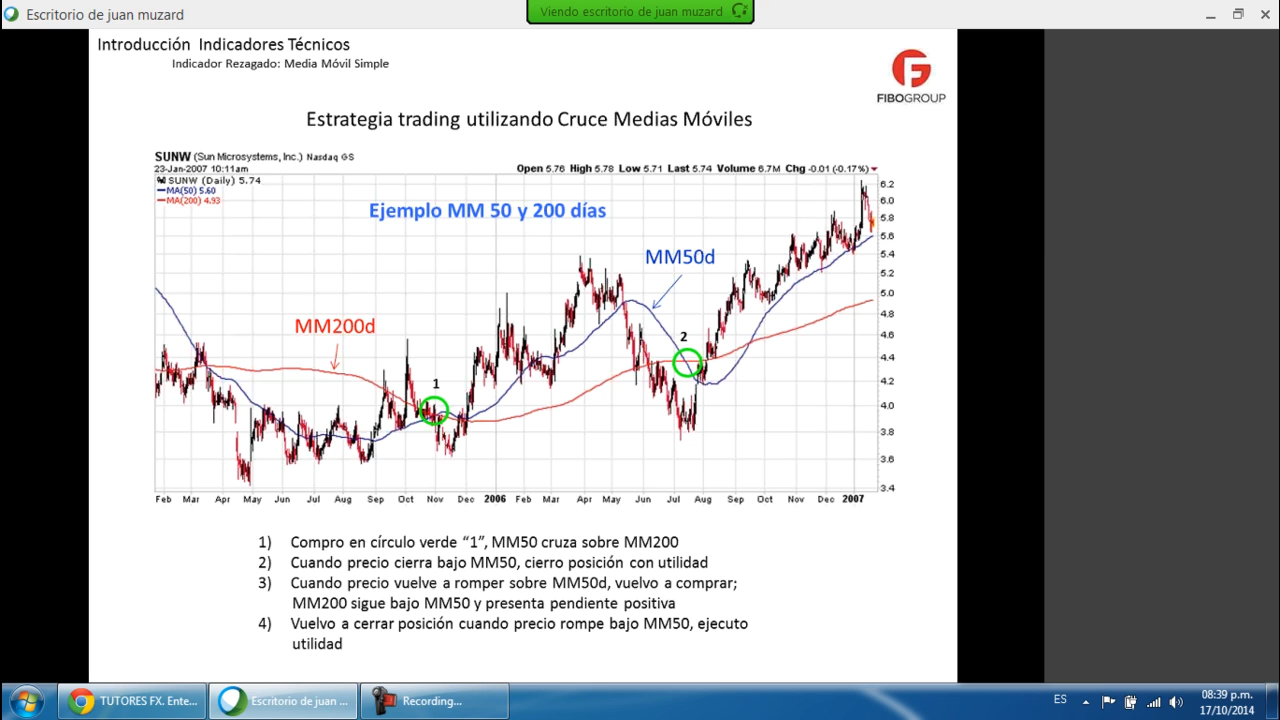 Escritorio de juan muzard
Viendo escritorio de juan muzard
Introducción Indicadores Técnicos
Indicador Rezagado: Media Móvil Simple
FIBOGROUP
Estrategia trading utilizando Cruce Medias Móviles
SUNW (Sun Microsystems, Inc.) Nasdaq GS
23-Jan-2007 10:11am
Open 5.76 High 5.78 Low 5.71 Last 5.74 Volume 6.7M Chg -0.01 (-0.17%)
SUNW (Daily) 5.74
MA(50) 5.60
MA(200) 4.93
Ejemplo MM 50 y 200 días
MM50d
MM200d
1
2
6.2
6.0
5.8
5.6
5.4
5.2
5.0
4.8
4.6
4.4
4.2
4.0
3.8
3.6
3.4
Feb Mar Apr May Jun Jul Aug Sep Oct Nov Dec 2006 Feb Mar Apr May Jun Jul Aug Sep Oct Nov Dec 2007
1) Compro en círculo verde “1”, MM50 cruza sobre MM200
2) Cuando precio cierra bajo MM50, cierro posición con utilidad
3) Cuando precio vuelve a romper sobre MM50d, vuelvo a comprar;
MM200 sigue bajo MM50 y presenta pendiente positiva
4) Vuelvo a cerrar posición cuando precio rompe bajo MM50, ejecuto
utilidad
TUTORES FX. Ente...
Escritorio de juan ...
Recording...
ES
08:39 p.m.
17/10/2014